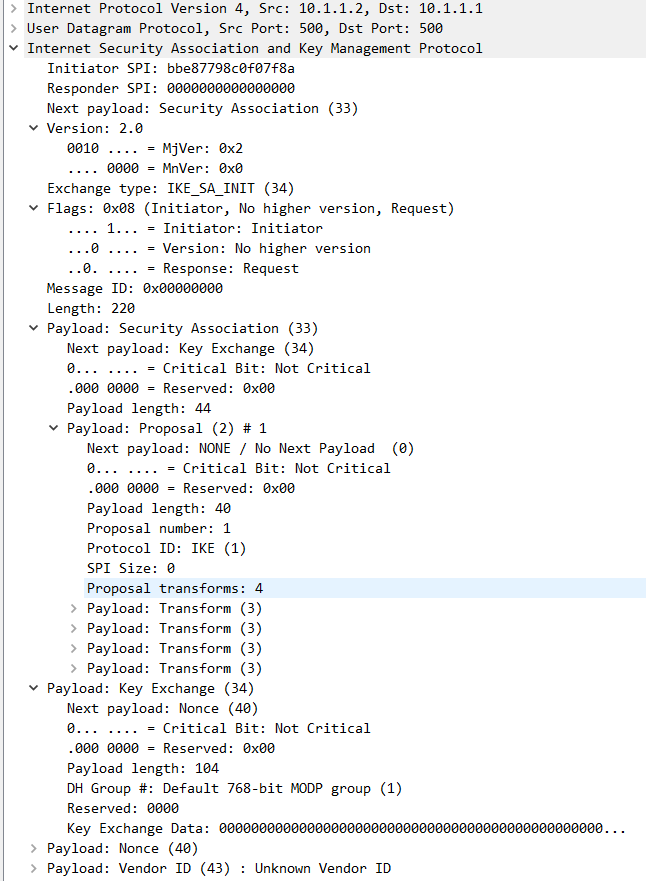 Internet Protocol Version 4, Src: 10.1.1.2, Dst: 10.1.1.1
User Datagram Protocol, Src Port: 500, Dst Port: 500
Internet Security Association and Key Management Protocol
Initiator SPI: bbe87798c0f07f8a
Responder SPI: 0000000000000000
Next payload: Security Association (33)
Version: 2.0
0010 .... = MjVer: 0x2
.... 0000 = MnVer: 0x0
Exchange type: IKE_SA_INIT (34)
Flags: 0x08 (Initiator, No higher version, Request)
.... 1... = Initiator: Initiator
...0 .... = Version: No higher version
..0. .... = Response: Request
Message ID: 0x00000000
Length: 220
Payload: Security Association (33)
Next payload: Key Exchange (34)
0... .... = Critical Bit: Not Critical
.000 0000 = Reserved: 0x00
Payload length: 44
Payload: Proposal (2) # 1
Next payload: NONE / No Next Payload  (0)
0... .... = Critical Bit: Not Critical
.000 0000 = Reserved: 0x00
Payload length: 40
Proposal number: 1
Protocol ID: IKE (1)
SPI Size: 0
Proposal transforms: 4
Payload: Transform (3)
Payload: Transform (3)
Payload: Transform (3)
Payload: Transform (3)
Payload: Key Exchange (34)
Next payload: Nonce (40)
0... .... = Critical Bit: Not Critical
.000 0000 = Reserved: 0x00
Payload length: 104
DH Group #: Default 768-bit MODP group (1)
Reserved: 0000
Key Exchange Data: 000000000000000000000000000000000000000000000000...
Payload: Nonce (40)
Payload: Vendor ID (43) : Unknown Vendor ID